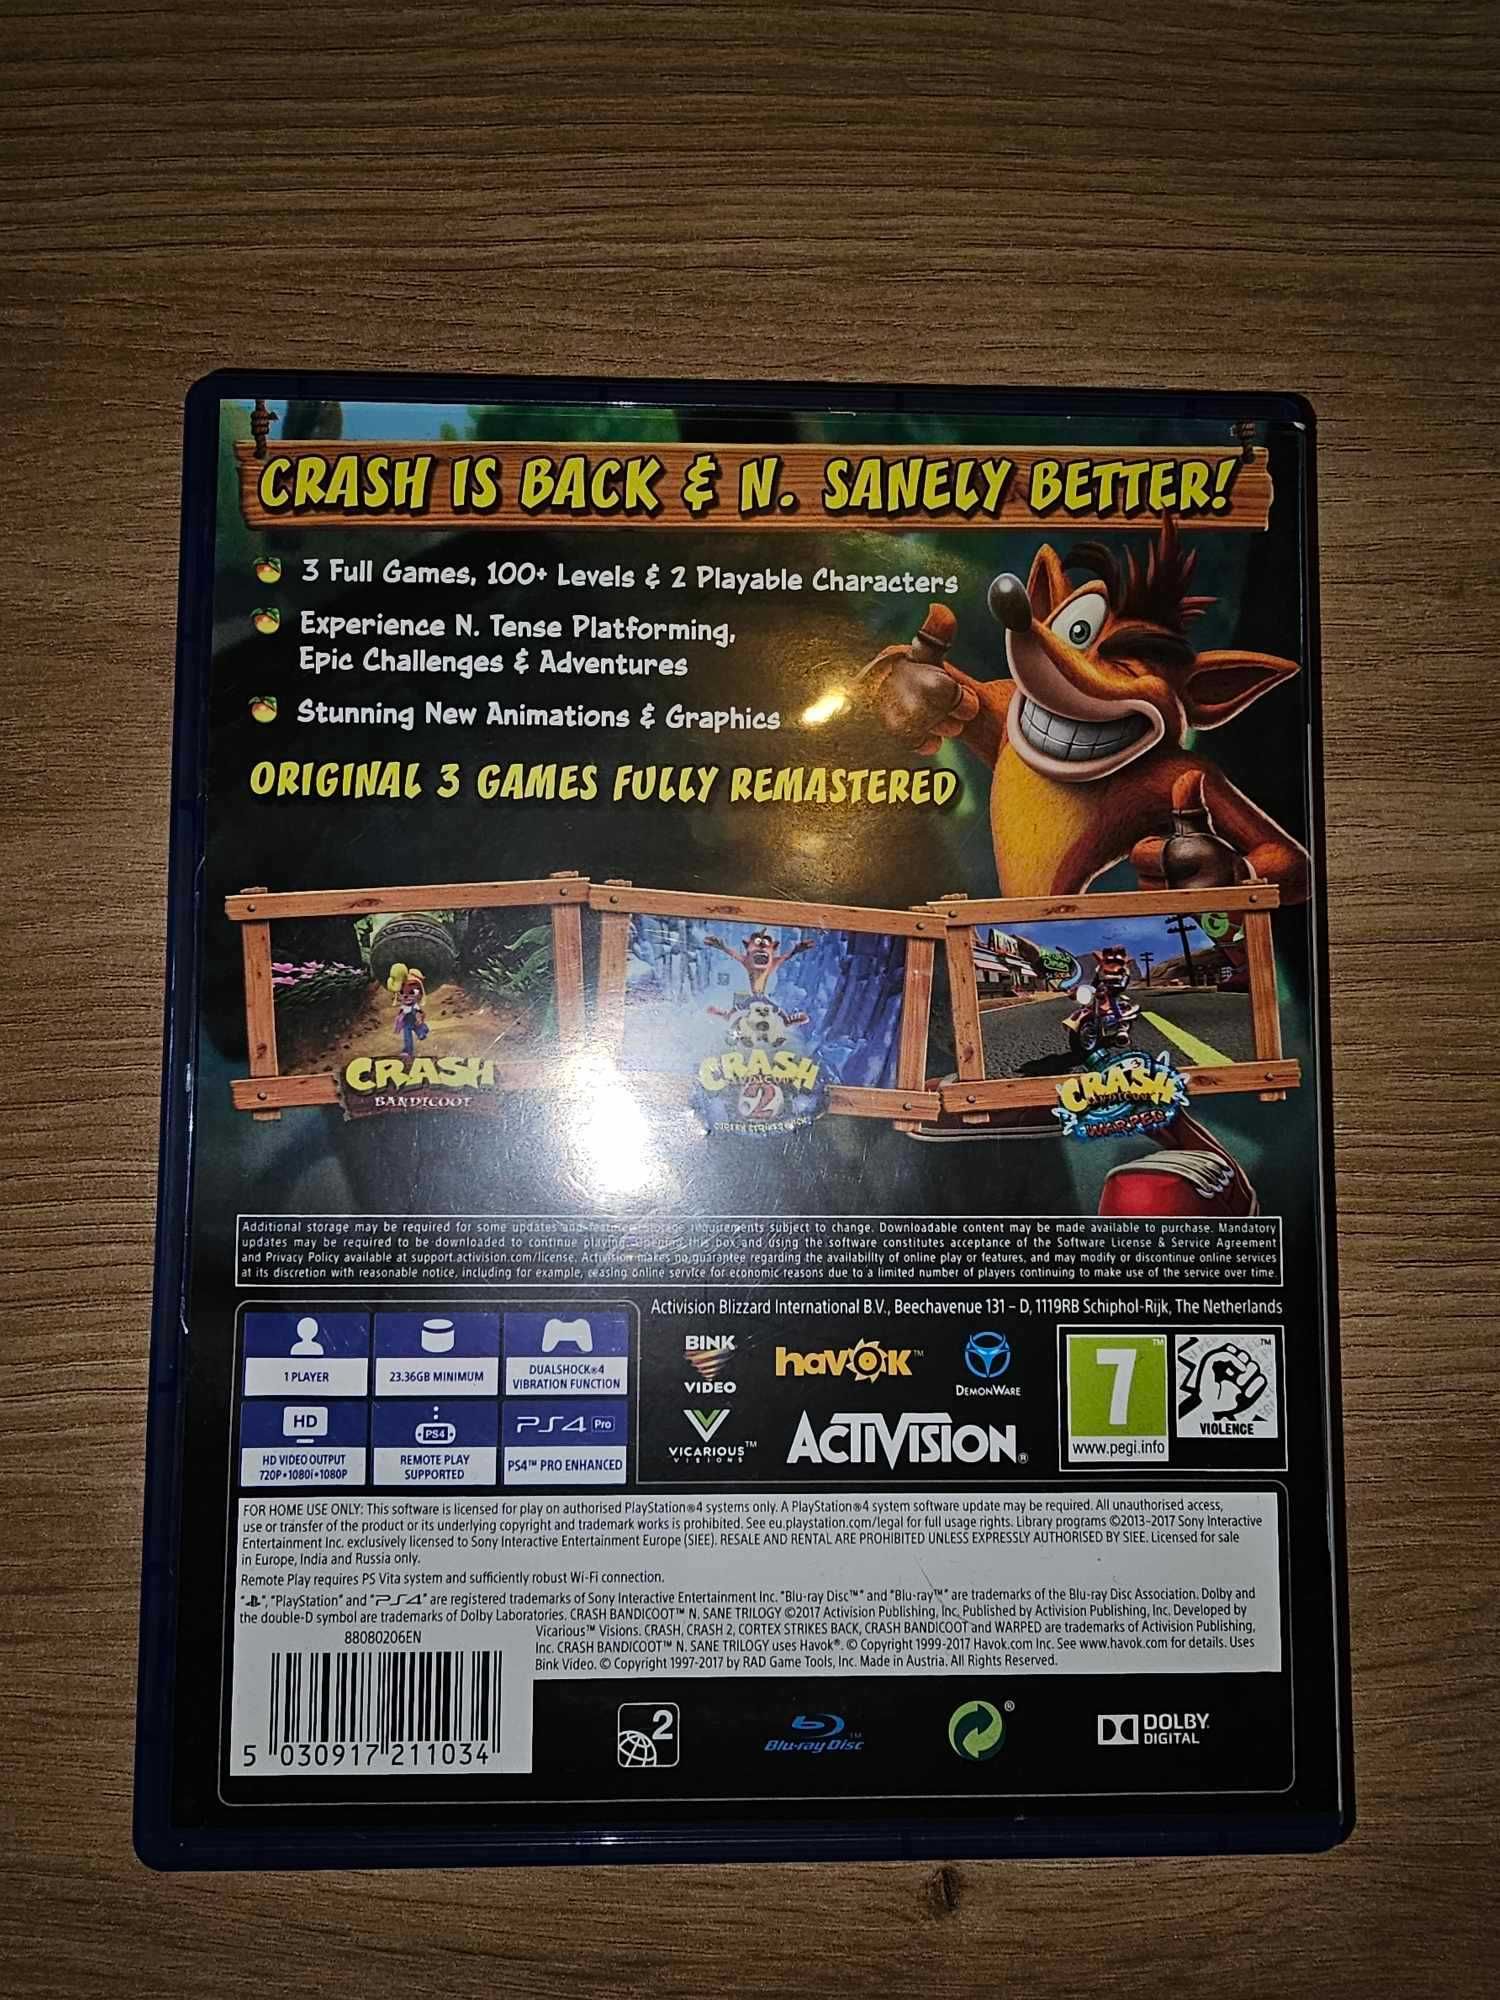 CRASH IS BACK & N. SANELY BETTER!
3 Full Games, 100+ Levels & 2 Playable Characters
Experience N. Tense Platforming,
Epic Challenges & Adventures
Stunning New Animations & Graphics
ORIGINAL 3 GAMES FULLY REMASTERED
CRASH
BANDICOOT
CRASH
BANDICOOT
2
CORTEX STRIKES BACK
CRASH
BANDICOOT
WARPED
Additional storage may be required for some updates and features. Storage requirements subject to change. Downloadable content may be made available to purchase. Mandatory
updates may be required to be downloaded to continue playing. Opening this box and using the software constitutes acceptance of the Software License & Service Agreement
and Privacy Policy available at support.activision.com/license. Activision makes no guarantee regarding the availability of online play or features, and may modify or discontinue online services
at its discretion with reasonable notice, including for example, ceasing online service for economic reasons due to a limited number of players continuing to make use of the service over time.
Activision Blizzard International B.V., Beechavenue 131 – D, 1119RB Schiphol-Rijk, The Netherlands
1 PLAYER
23.36GB MINIMUM
DUALSHOCK®4
VIBRATION FUNCTION
HD
HD VIDEO OUTPUT
720P•1080i•1080P
PS4
REMOTE PLAY
SUPPORTED
PS4 Pro
PS4™ PRO ENHANCED
BINK
VIDEO
havok™
DEMONWARE
VICARIOUS™
VISIONS
ACTIVISION®
7™
www.pegi.info
™
VIOLENCE
FOR HOME USE ONLY: This software is licensed for play on authorised PlayStation®4 systems only. A PlayStation®4 system software update may be required. All unauthorised access,
use or transfer of the product or its underlying copyright and trademark works is prohibited. See eu.playstation.com/legal for full usage rights. Library programs ©2013-2017 Sony Interactive
Entertainment Inc. exclusively licensed to Sony Interactive Entertainment Europe (SIEE). RESALE AND RENTAL ARE PROHIBITED UNLESS EXPRESSLY AUTHORISED BY SIEE. Licensed for sale
in Europe, India and Russia only.
Remote Play requires PS Vita system and sufficiently robust Wi-Fi connection.
" ", "PlayStation" and "PS4" are registered trademarks of Sony Interactive Entertainment Inc. "Blu-ray Disc™" and "Blu-ray™" are trademarks of the Blu-ray Disc Association. Dolby and
the double-D symbol are trademarks of Dolby Laboratories. CRASH BANDICOOT™ N. SANE TRILOGY ©2017 Activision Publishing, Inc. Published by Activision Publishing, Inc. Developed by
Vicarious™ Visions. CRASH, CRASH 2, CORTEX STRIKES BACK, CRASH BANDICOOT and WARPED are trademarks of Activision Publishing,
Inc. CRASH BANDICOOT™ N. SANE TRILOGY uses Havok®. © Copyright 1999-2017 Havok.com Inc. See www.havok.com for details. Uses
Bink Video. © Copyright 1997-2017 by RAD Game Tools, Inc. Made in Austria. All Rights Reserved.
88080206EN
5 030917 211034
2
Blu-ray Disc™
®
DOLBY
DIGITAL